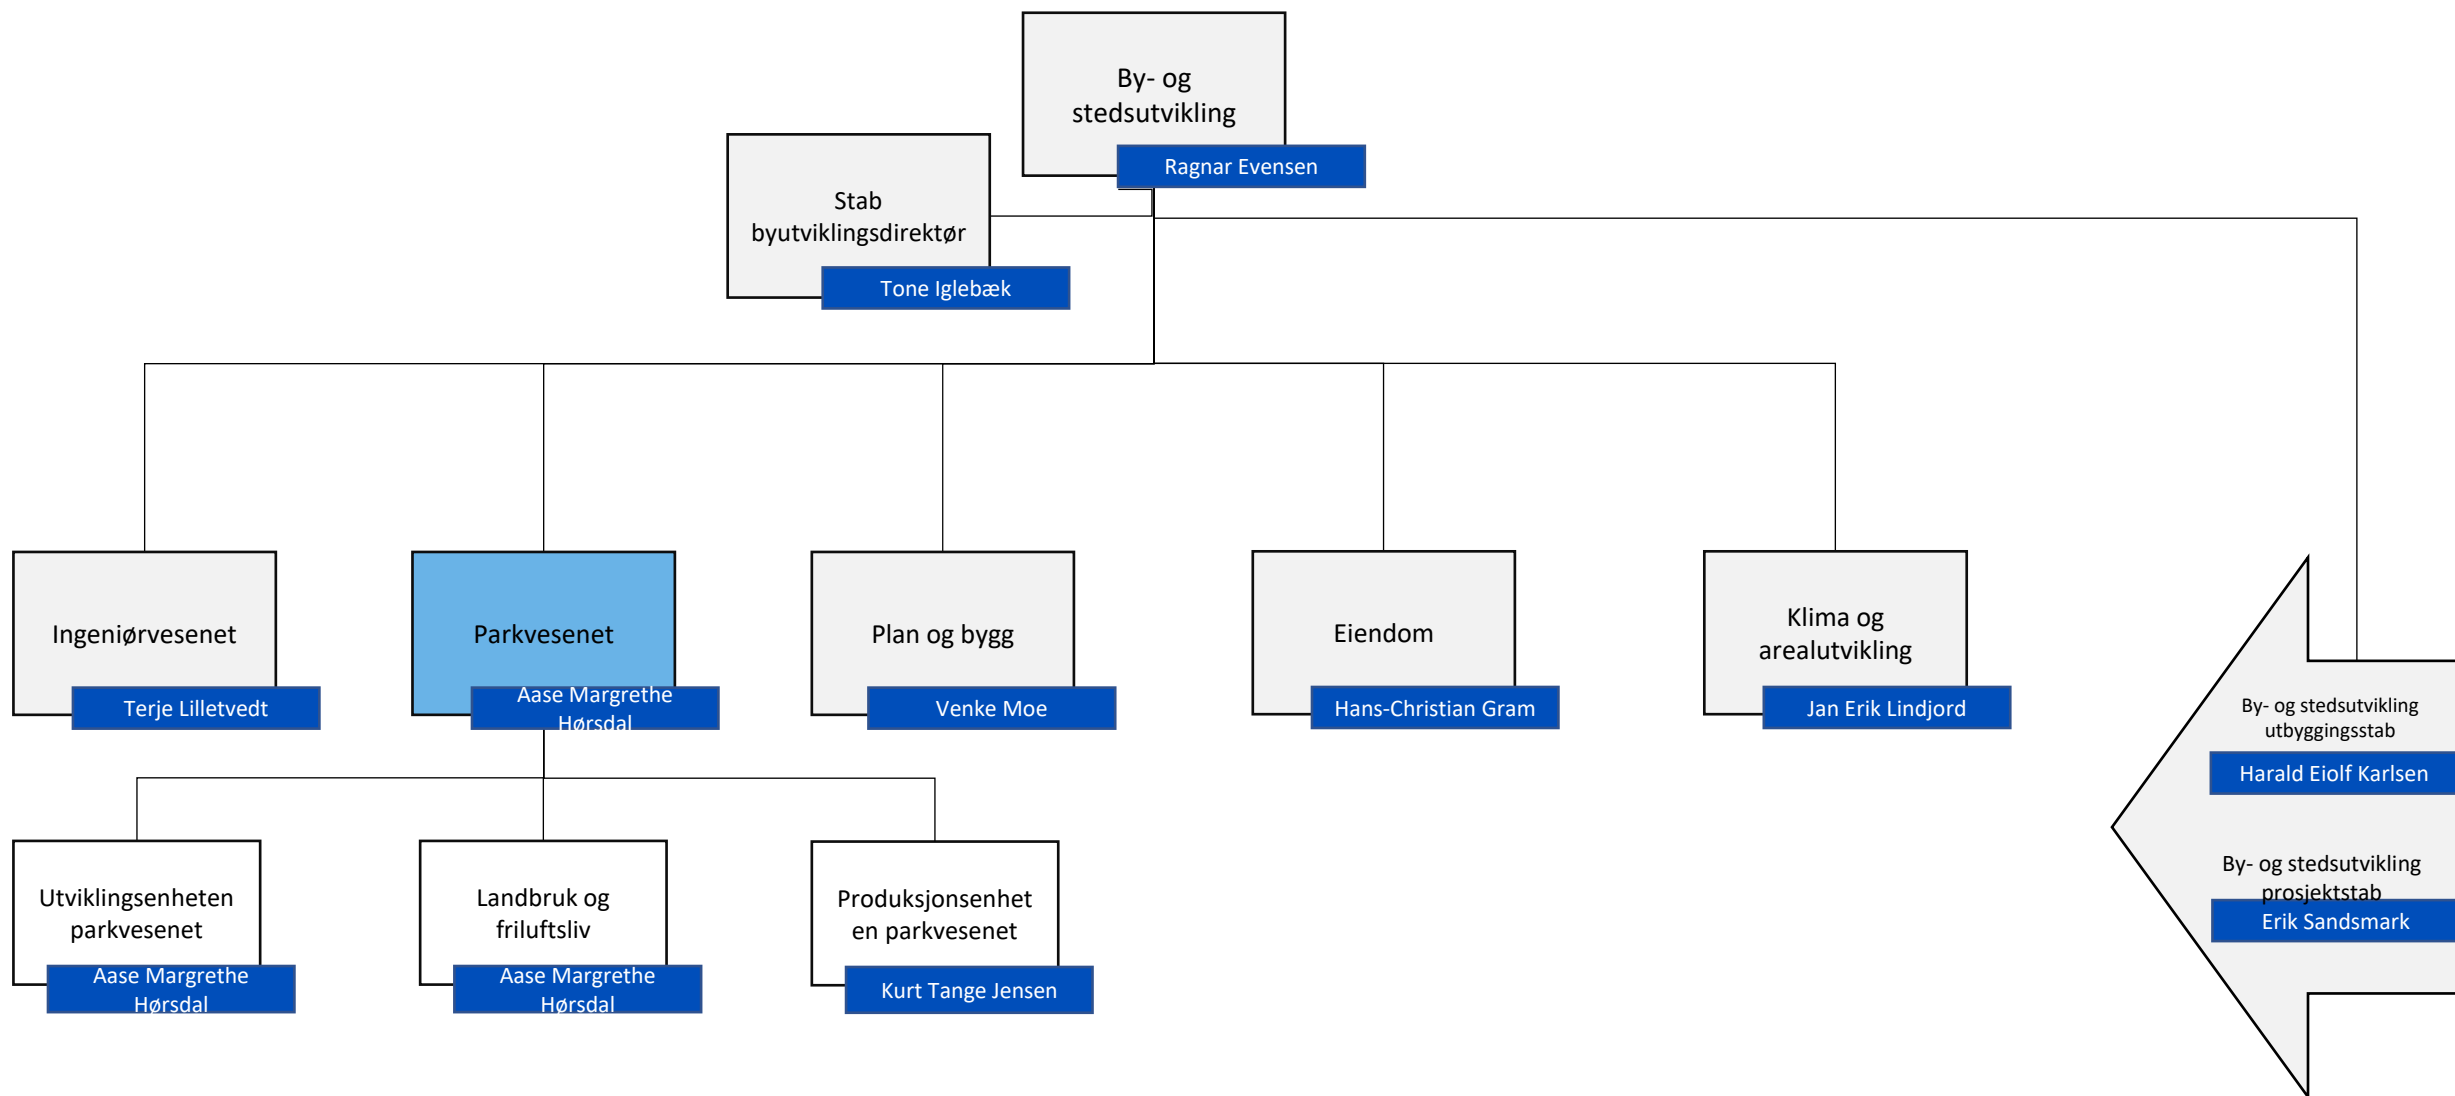 By- og
stedsutvikling
Ragnar Evensen
Stab
byutviklingsdirektør
Tone Iglebæk
Ingeniørvesenet
Terje Lilletvedt
Parkvesenet
Aase Margrethe
Hørsdal
Plan og bygg
Venke Moe
Eiendom
Hans-Christian Gram
Klima og
arealutvikling
Jan Erik Lindjord
By- og stedsutvikling
utbyggingsstab
Harald Eiolf Karlsen
By- og stedsutvikling
prosjektstab
Erik Sandsmark
Utviklingsenheten
parkvesenet
Aase Margrethe
Hørsdal
Landbruk og
friluftsliv
Aase Margrethe
Hørsdal
Produksjonsenhet
en parkvesenet
Kurt Tange Jensen